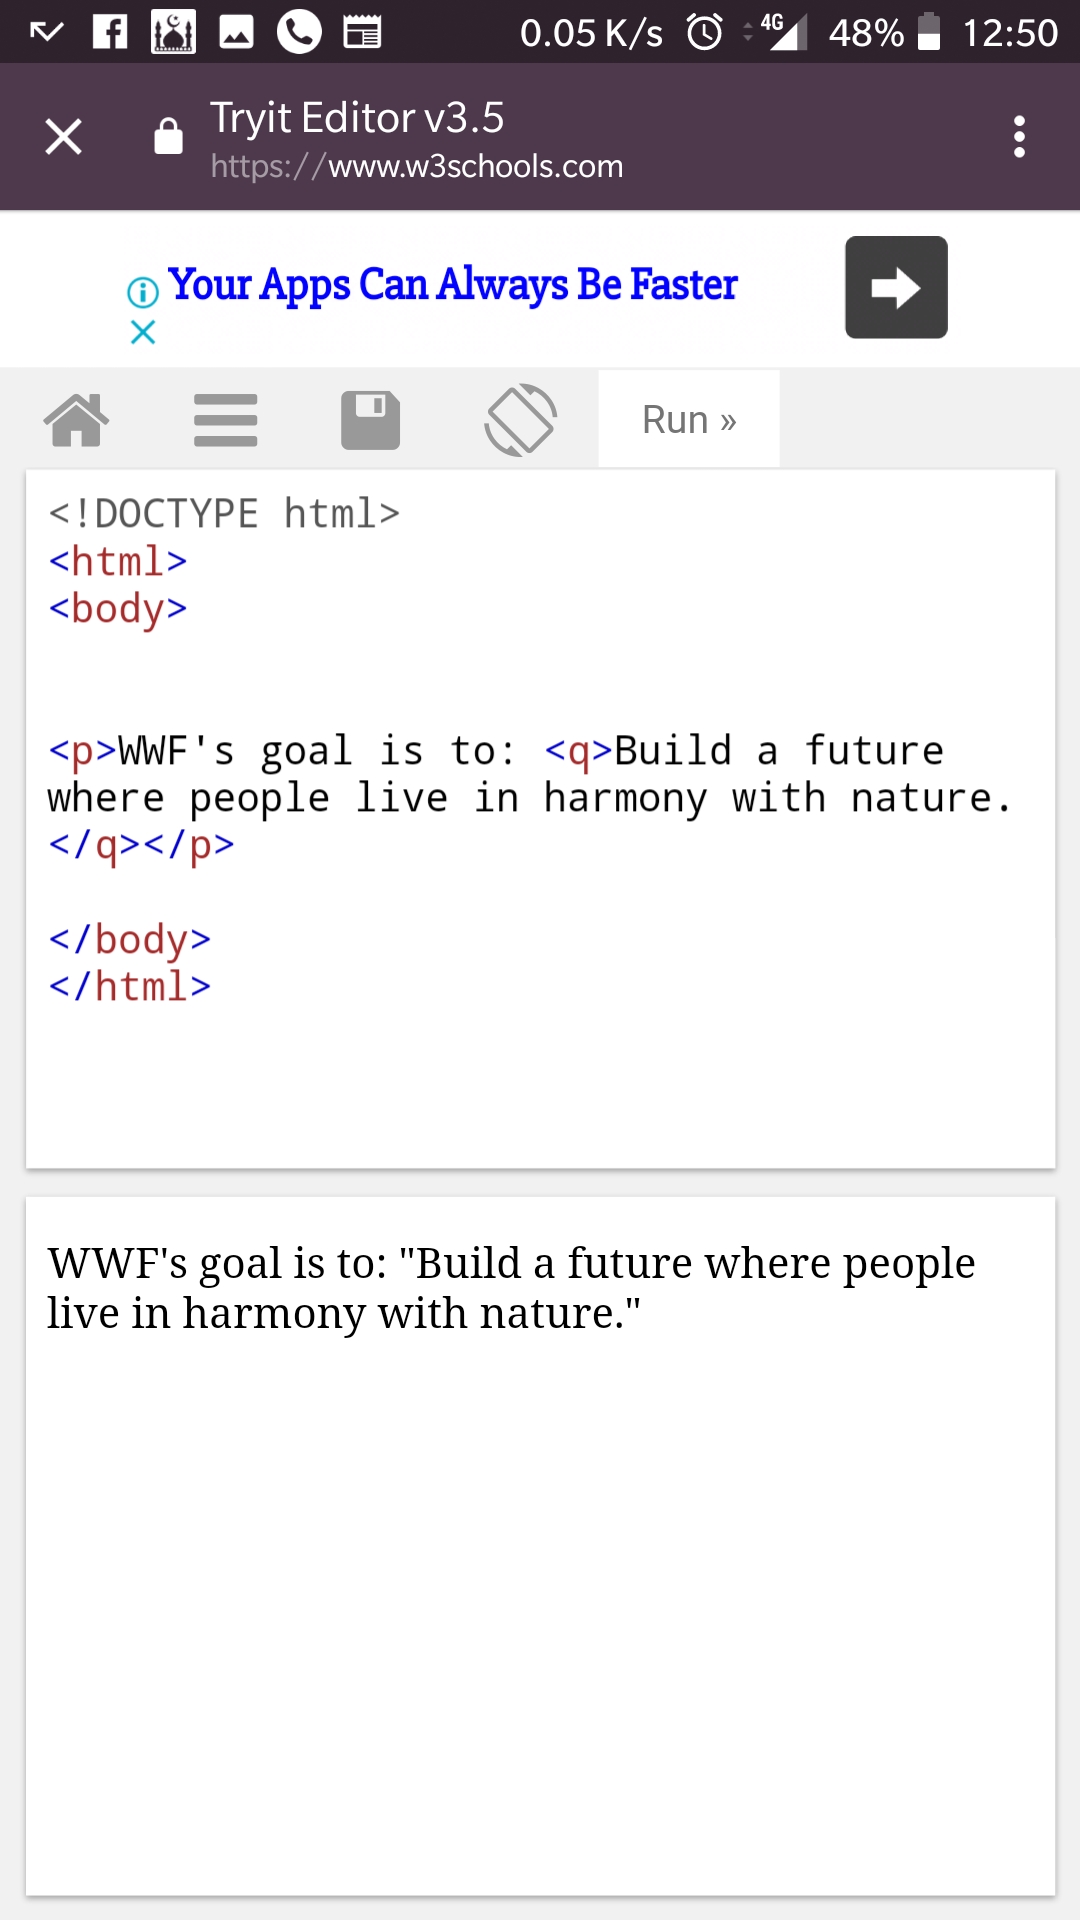 0.05 K/s 4G 48% 12:50
Tryit Editor v3.5
https://www.w3schools.com
Your Apps Can Always Be Faster
Run »
<!DOCTYPE html>
<html>
<body>
<p>WWF's goal is to: <q>Build a future
where people live in harmony with nature.
</q></p>
</body>
</html>
WWF's goal is to: "Build a future where people
live in harmony with nature."